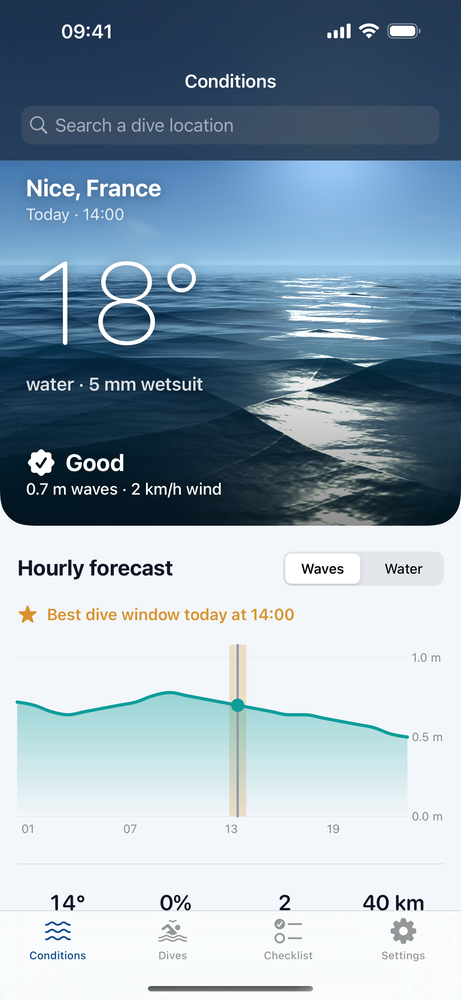 09:41
Conditions
Search a dive location
Nice, France
Today · 14:00
18°
water · 5 mm wetsuit
Good
0.7 m waves · 2 km/h wind
Hourly forecast
Waves Water
Best dive window today at 14:00
1.0 m
0.5 m
0.0 m
01 07 13 19
14° 0% 2 40 km
Conditions Dives Checklist Settings